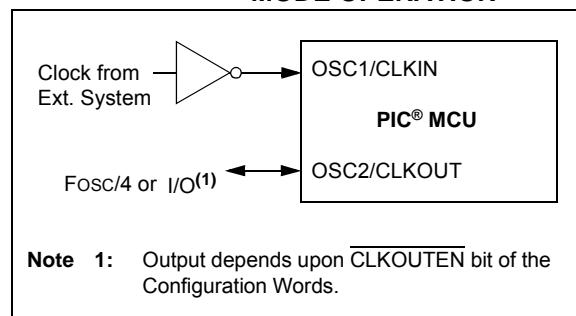 MODE OPERATION
Clock from
Ext. System
OSC1/CLKIN
PIC® MCU
FOSC/4 or I/O(1)
OSC2/CLKOUT
Note 1: Output depends upon CLKOUTEN bit of the
Configuration Words.